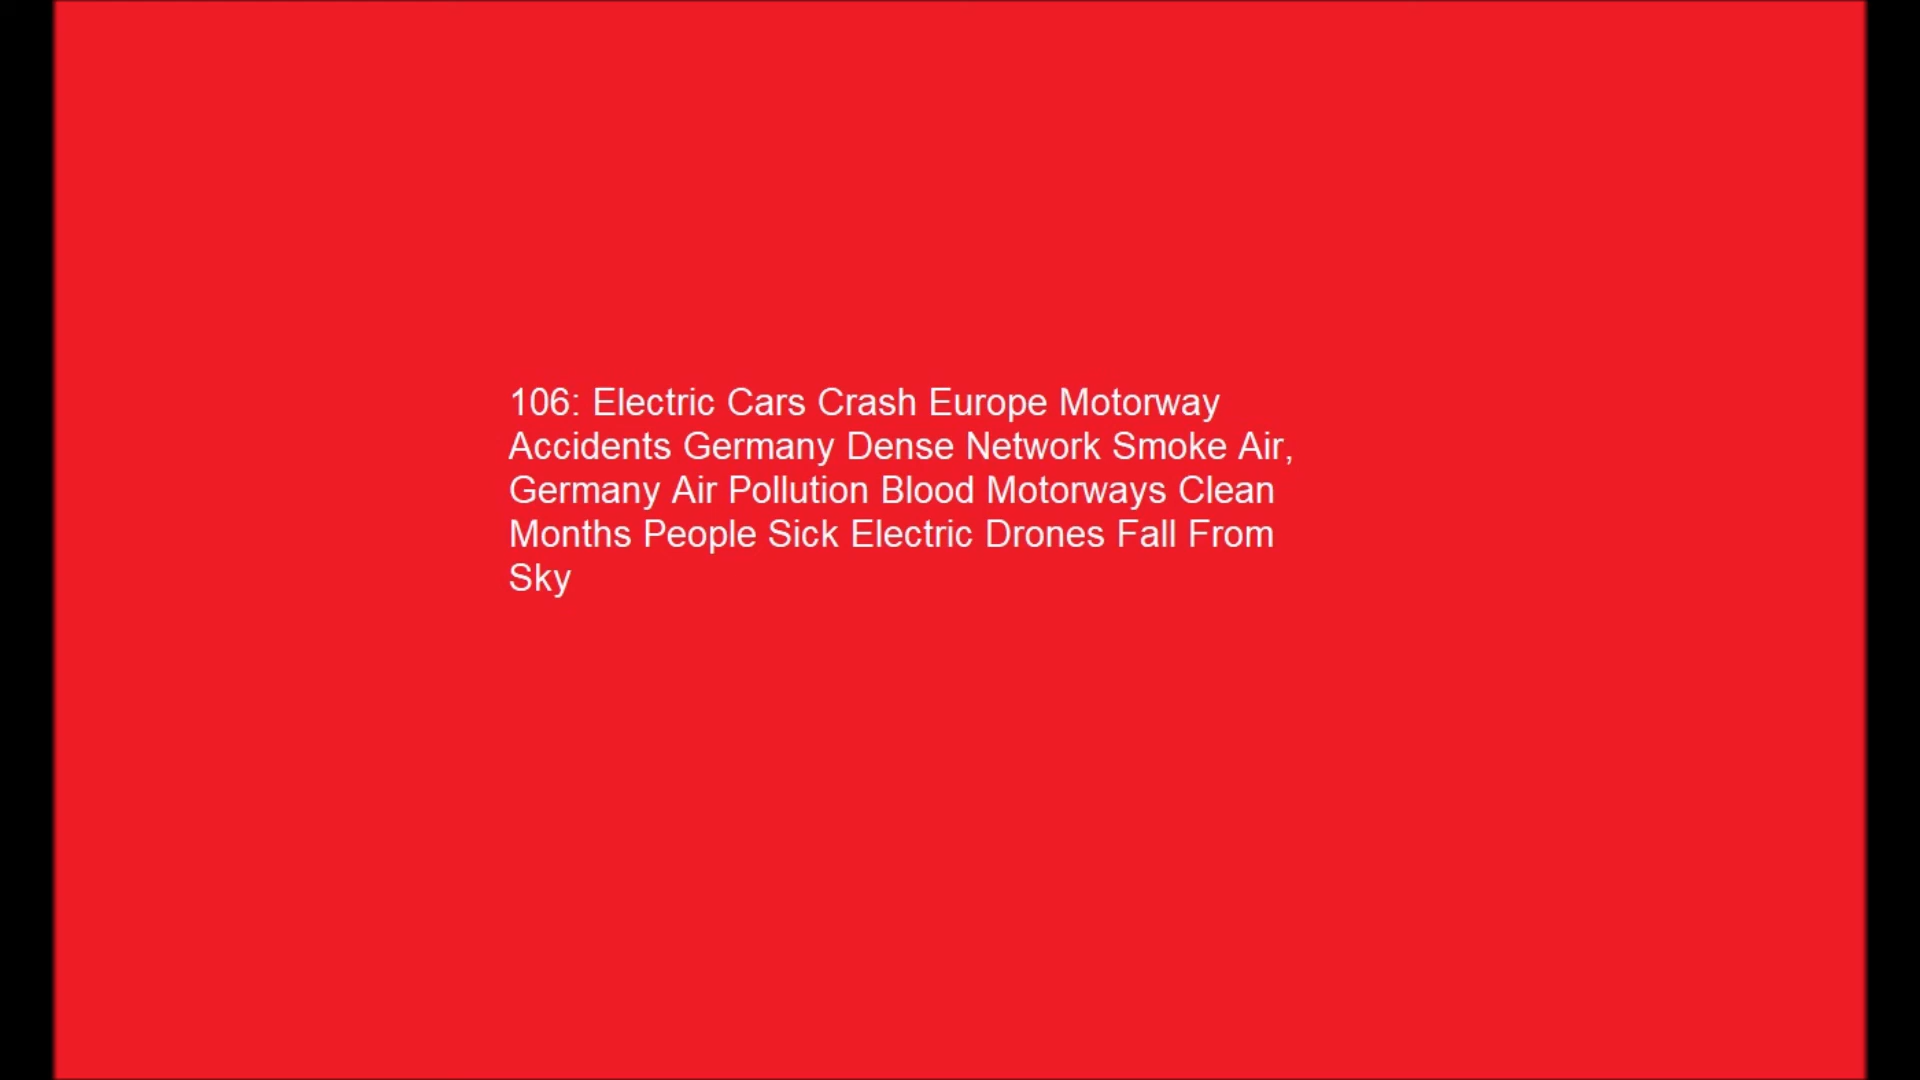 106: Electric Cars Crash Europe Motorway
Accidents Germany Dense Network Smoke Air,
Germany Air Pollution Blood Motorways Clean
Months People Sick Electric Drones Fall From
Sky